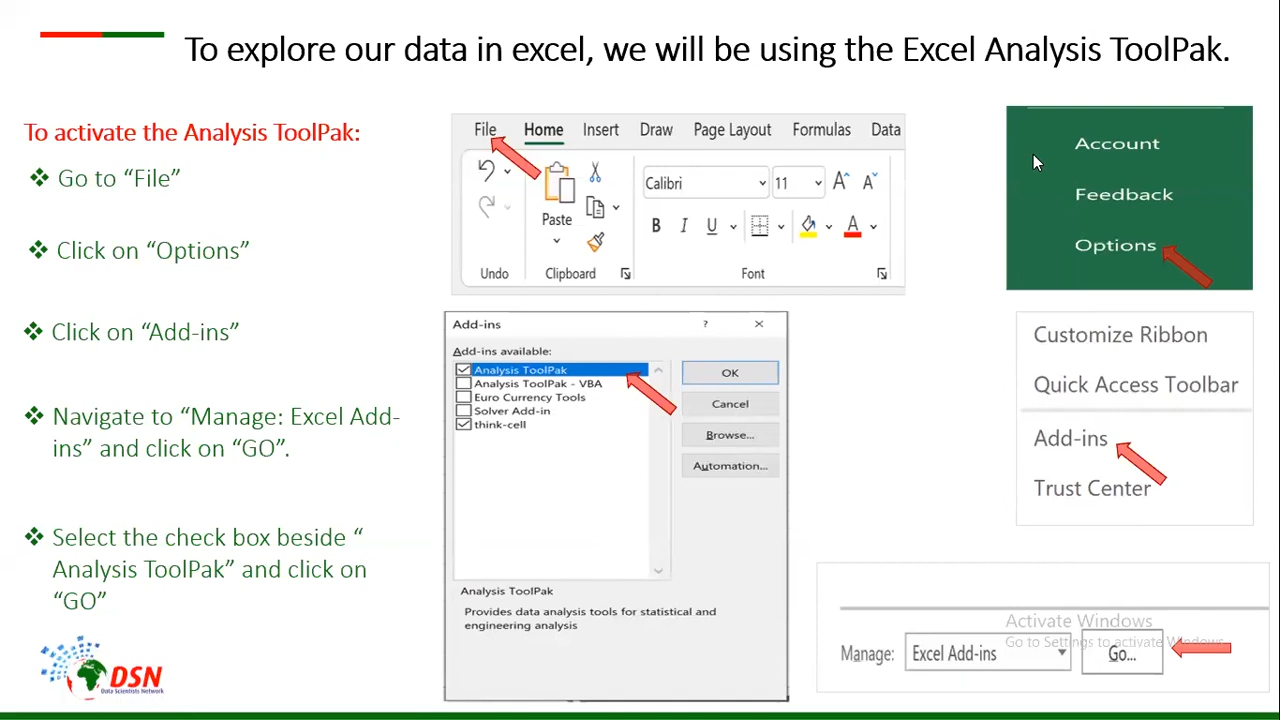 To explore our data in excel, we will be using the Excel Analysis ToolPak.
To activate the Analysis ToolPak:
❖ Go to “File”
❖ Click on “Options”
❖ Click on “Add-ins”
❖ Navigate to “Manage: Excel Add-
ins” and click on “GO”.
❖ Select the check box beside “
Analysis ToolPak” and click on
“GO”
DSN
Data Scientists Network
File Home Insert Draw Page Layout Formulas Data
Calibri 11 A A
Paste
B I U A
Undo Clipboard Font
Account
Feedback
Options
Add-ins ? ×
Add-ins available:
Analysis ToolPak
Analysis ToolPak - VBA
Euro Currency Tools
Solver Add-in
think-cell
OK
Cancel
Browse...
Automation...
Analysis ToolPak
Provides data analysis tools for statistical and
engineering analysis
Customize Ribbon
Quick Access Toolbar
Add-ins
Trust Center
Activate Windows
Go to Settings to activate Windows.
Manage: Excel Add-ins Go...